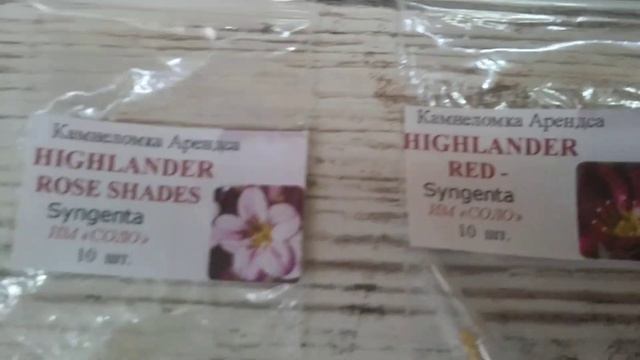 Камнеломка Арендса
HIGHLANDER
ROSE SHADES
Syngenta
ИМ «СОЛО»
10 шт.
Камнеломка Арендса
HIGHLANDER
RED -
Syngenta
ИМ «СОЛО»
10 шт.